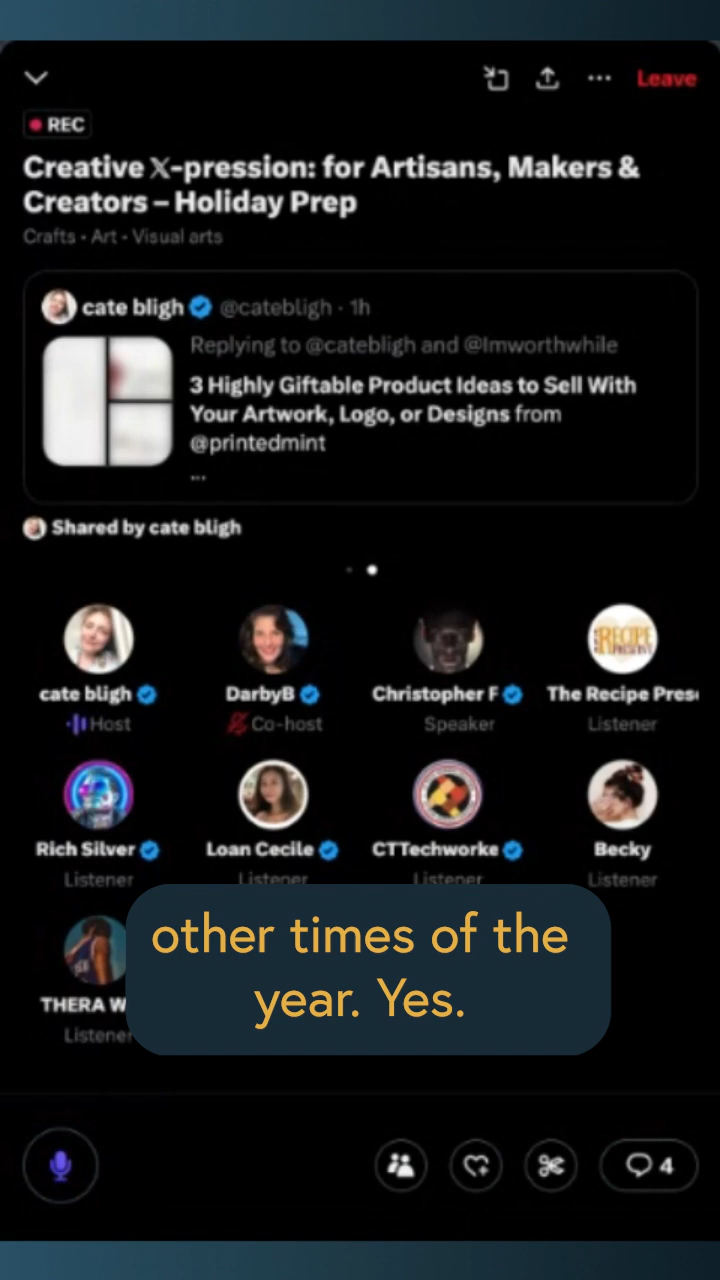 Leave
REC
Creative 𝕏-pression: for Artisans, Makers &
Creators – Holiday Prep
Crafts • Art • Visual arts
cate bligh @catebligh · 1h
Replying to @catebligh and @Imworthwhile
3 Highly Giftable Product Ideas to Sell With
Your Artwork, Logo, or Designs from
@printedmint
...
Shared by cate bligh
cate bligh DarbyB Christopher F The Recipe Pres
Host Co-host Speaker Listener
Rich Silver Loan Cecile CTTechworke Becky
Listener Listener Listener Listener
THERA W
Listener
other times of the
year. Yes.
4